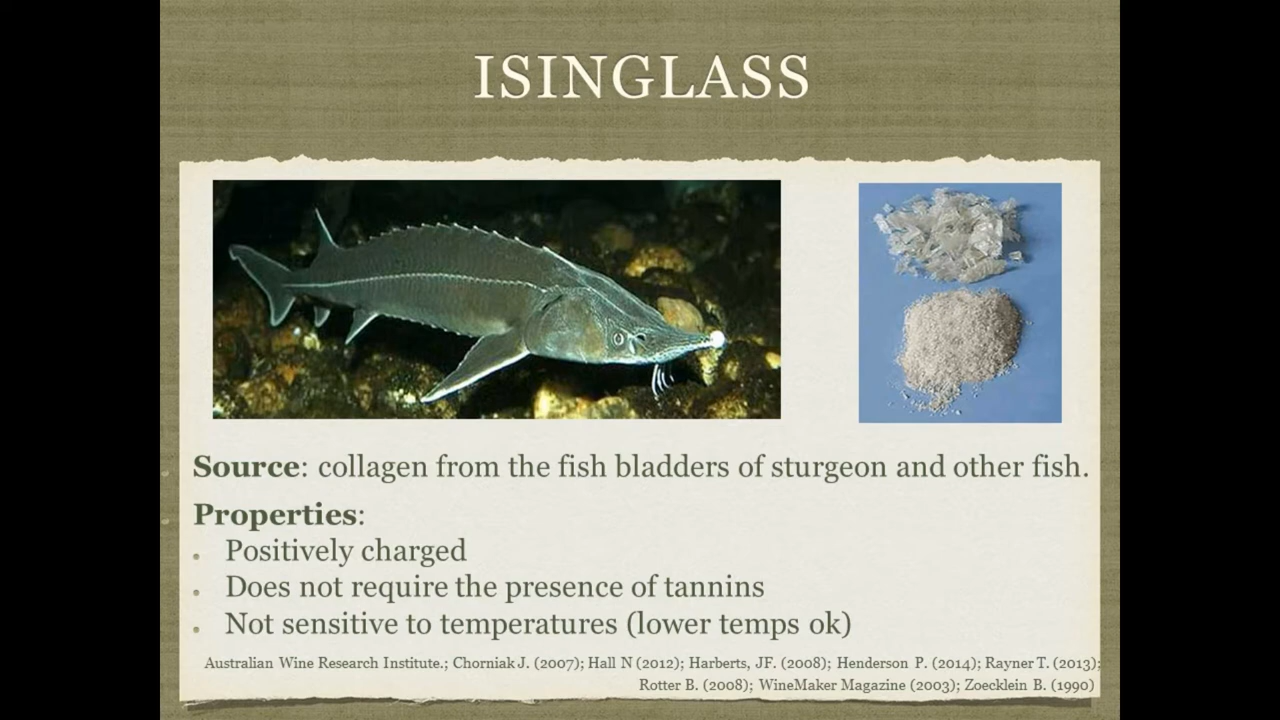 ISINGLASS
Source: collagen from the fish bladders of sturgeon and other fish.
Properties:
• Positively charged
• Does not require the presence of tannins
• Not sensitive to temperatures (lower temps ok)
Australian Wine Research Institute.; Chorniak J. (2007); Hall N (2012); Harberts, JF. (2008); Henderson P. (2014); Rayner T. (2013);
Rotter B. (2008); WineMaker Magazine (2003); Zoecklein B. (1990)